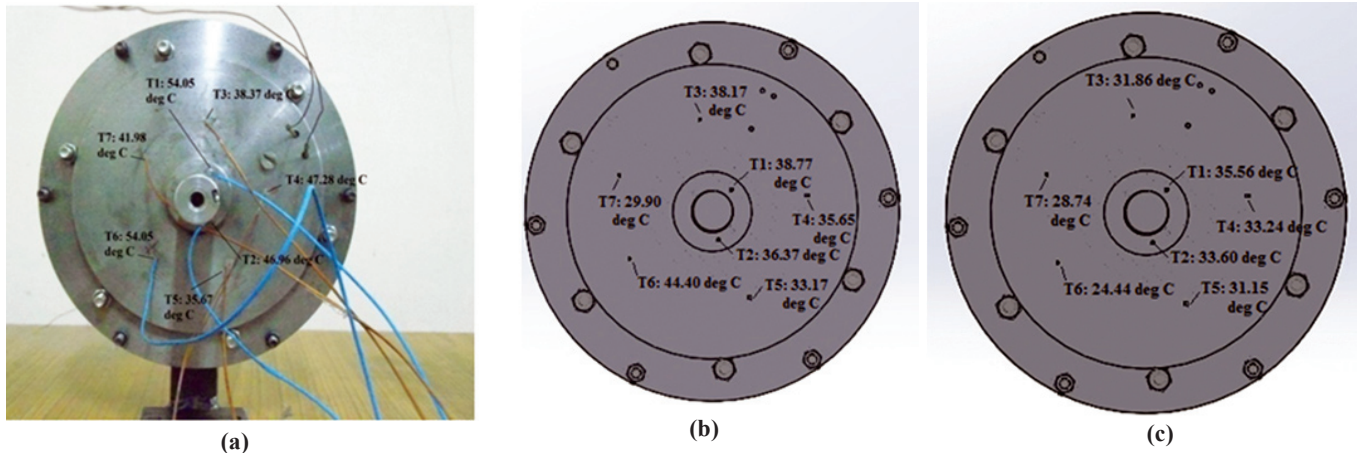 T1: 54.05
deg C
T3: 38.37 deg C
T7: 41.98
deg C
T4: 47.28 deg C
T6: 54.05
deg C
T2: 46.96 deg C
T5: 35.67
deg C
(a)
T3: 38.17
deg C
T1: 38.77
deg C
T7: 29.90
deg C
T4: 35.65
deg C
T2: 36.37 deg C
T6: 44.40 deg C
T5: 33.17
deg C
(b)
T3: 31.86 deg C
T1: 35.56 deg C
T7: 28.74
deg C
T4: 33.24 deg C
T2: 33.60 deg C
T6: 24.44 deg C
T5: 31.15
deg C
(c)